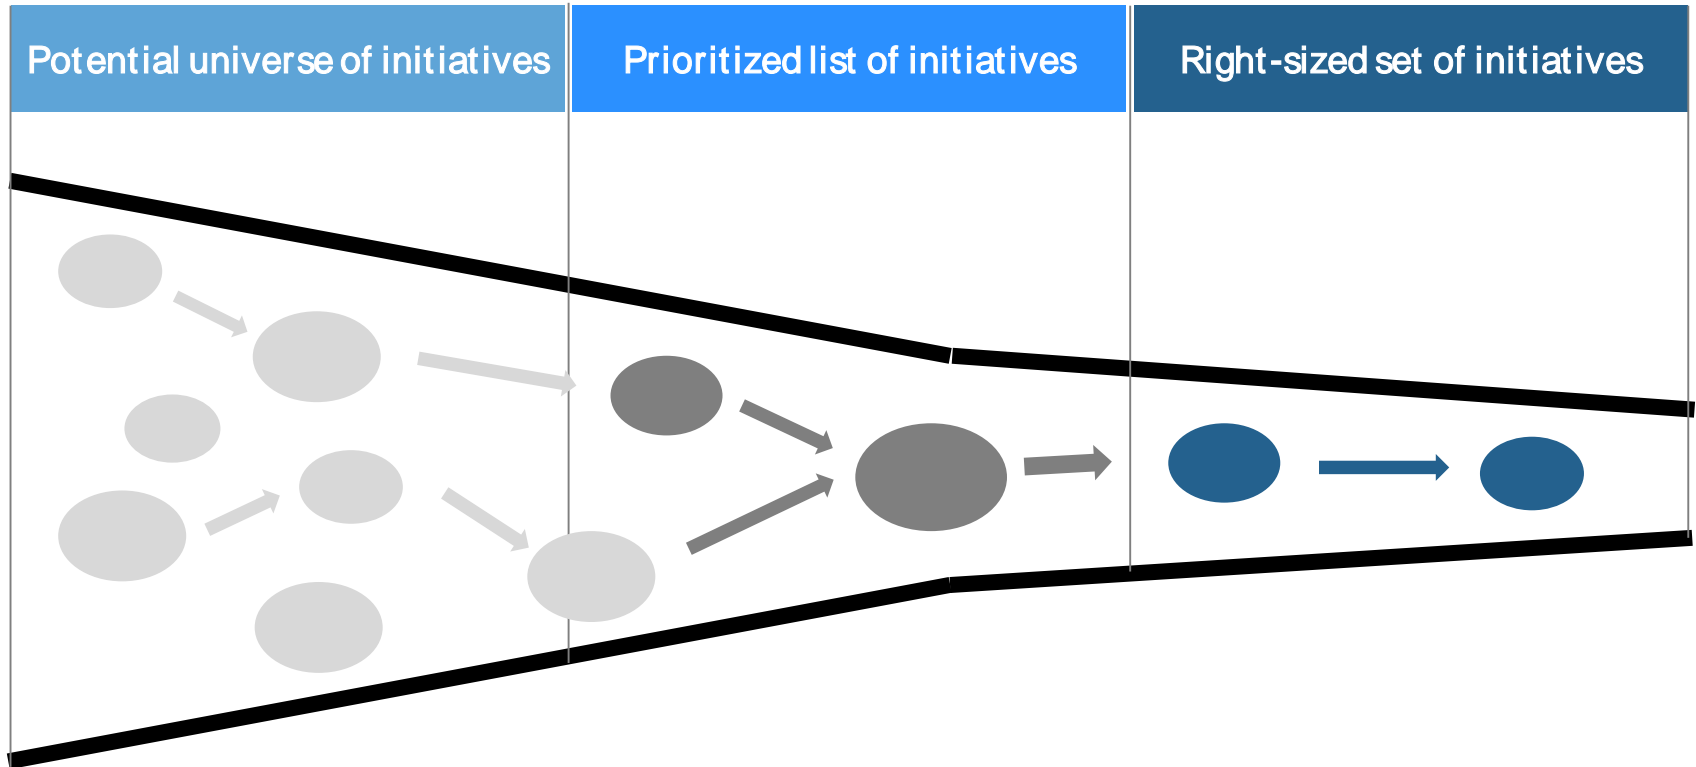 Potential universe of initiatives
Prioritized list of initiatives
Right-sized set of initiatives